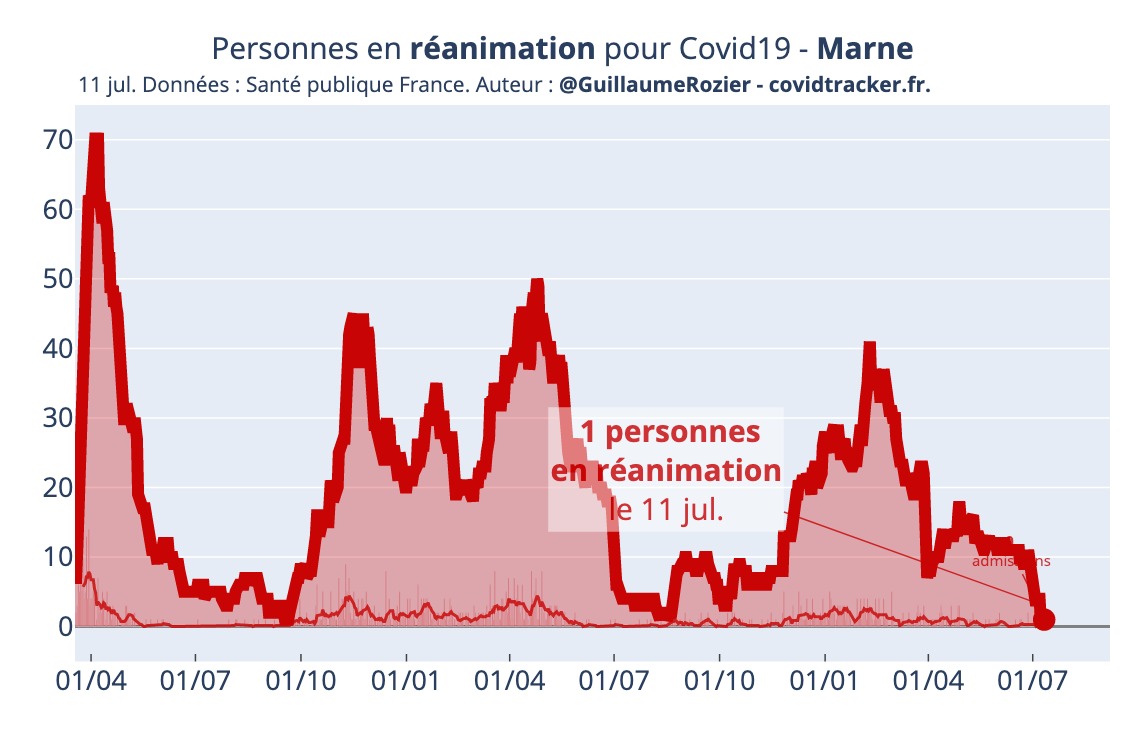 Personnes en réanimation pour Covid19 - Marne
11 jul. Données : Santé publique France. Auteur : @GuillaumeRozier - covidtracker.fr.
70
60
50
40
30
20
10
0
1 personnes
en réanimation
le 11 jul.
admissions
01/04 01/07 01/10 01/01 01/04 01/07 01/10 01/01 01/04 01/07